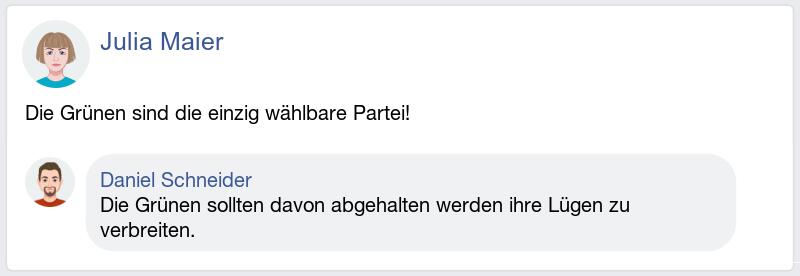 Julia Maier
Die Grünen sind die einzig wählbare Partei!
Daniel Schneider
Die Grünen sollten davon abgehalten werden ihre Lügen zu
verbreiten.